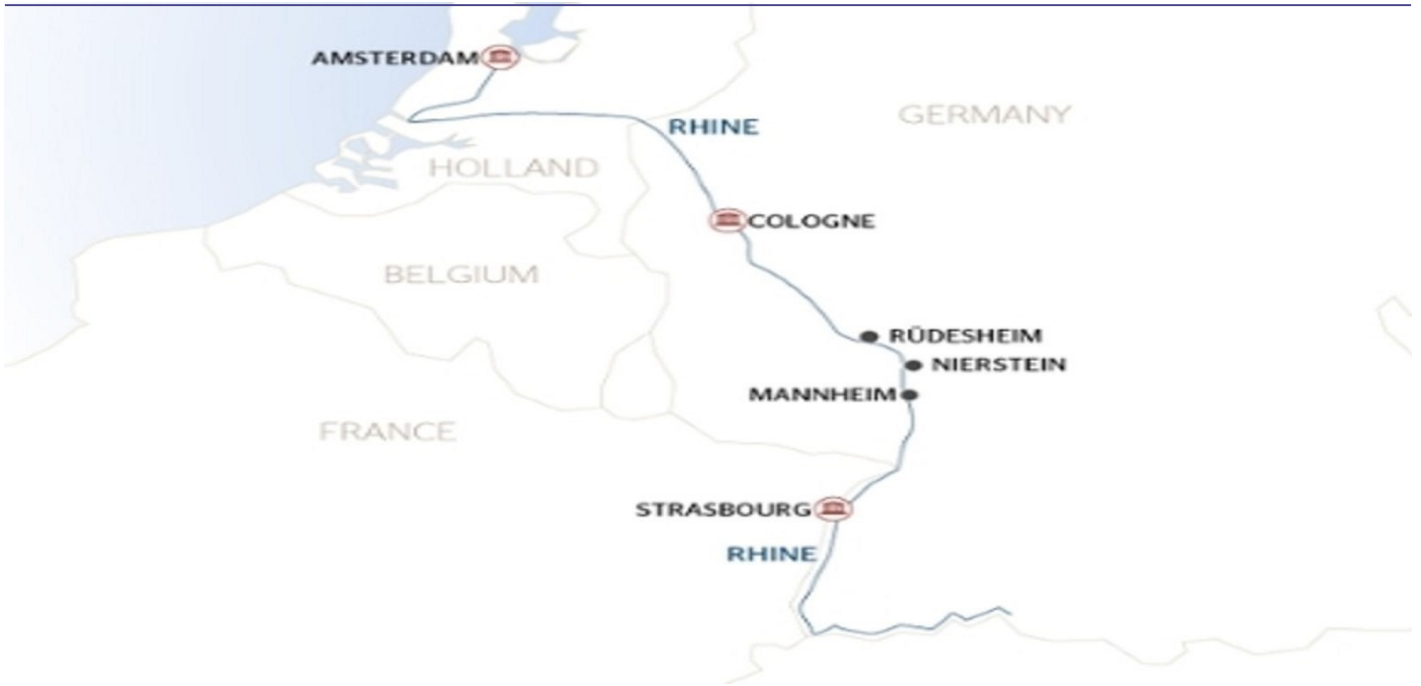 AMSTERDAM
GERMANY
RHINE
HOLLAND
COLOGNE
BELGIUM
RÜDESHEIM
NIERSTEIN
MANNHEIM
FRANCE
STRASBOURG
RHINE